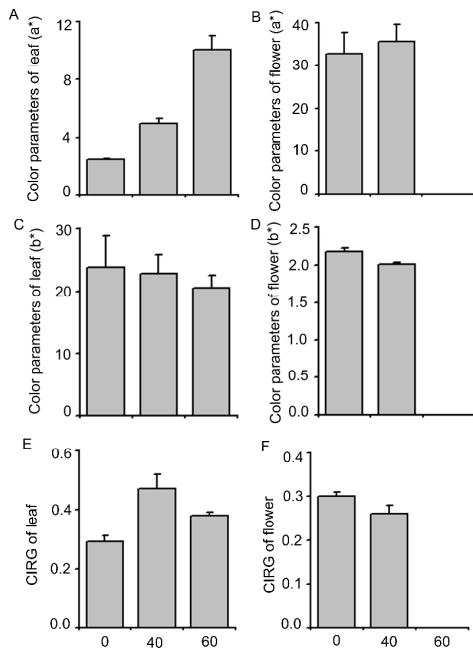 A
Color parameters of leaf (a*)
12
8
4
0
B
Color parameters of flower (a*)
40
30
20
10
0
C
Color parameters of leaf (b*)
30
20
10
0
D
Color parameters of flower (b*)
2.5
2.0
1.5
1.0
0.5
0.0
E
CIRG of leaf
0.6
0.4
0.2
0.0
0 40 60
F
CIRG of flower
0.4
0.3
0.2
0.1
0.0
0 40 60